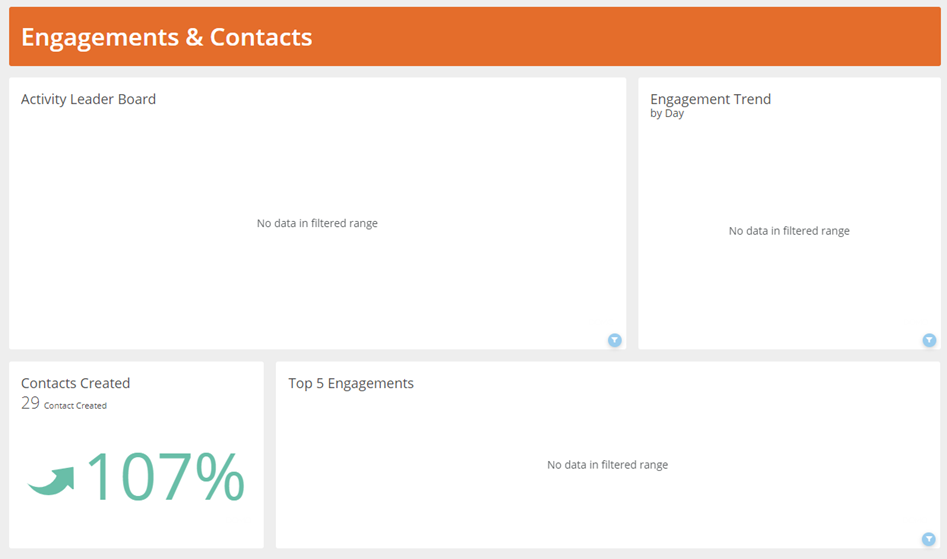 Engagements & Contacts
Activity Leader Board
No data in filtered range
Engagement Trend
by Day
No data in filtered range
Contacts Created
29 Contact Created
107%
Top 5 Engagements
No data in filtered range